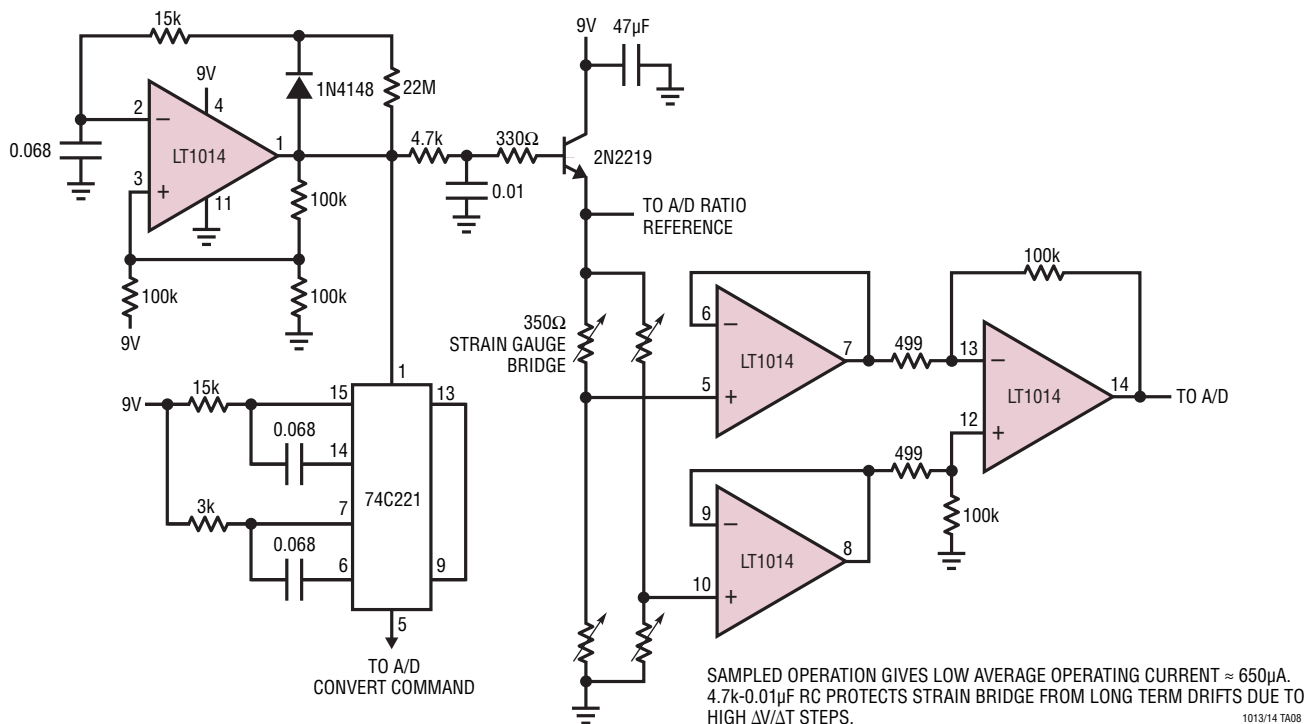 15k
9V
47µF
9V
1N4148
22M
2
4
0.068
LT1014
1
4.7k
330Ω
2N2219
3
11
100k
0.01
100k
100k
9V
TO A/D RATIO
REFERENCE
350Ω
STRAIN GAUGE
BRIDGE
100k
6
LT1014
7
499
13
5
LT1014
14
TO A/D
12
499
100k
9
LT1014
8
10
1
9V
15k
15
13
0.068
14
74C221
3k
7
0.068
6
9
5
TO A/D
CONVERT COMMAND
SAMPLED OPERATION GIVES LOW AVERAGE OPERATING CURRENT ≈ 650µA.
4.7k-0.01µF RC PROTECTS STRAIN BRIDGE FROM LONG TERM DRIFTS DUE TO
HIGH ∆V/∆T STEPS.
1013/14 TA08